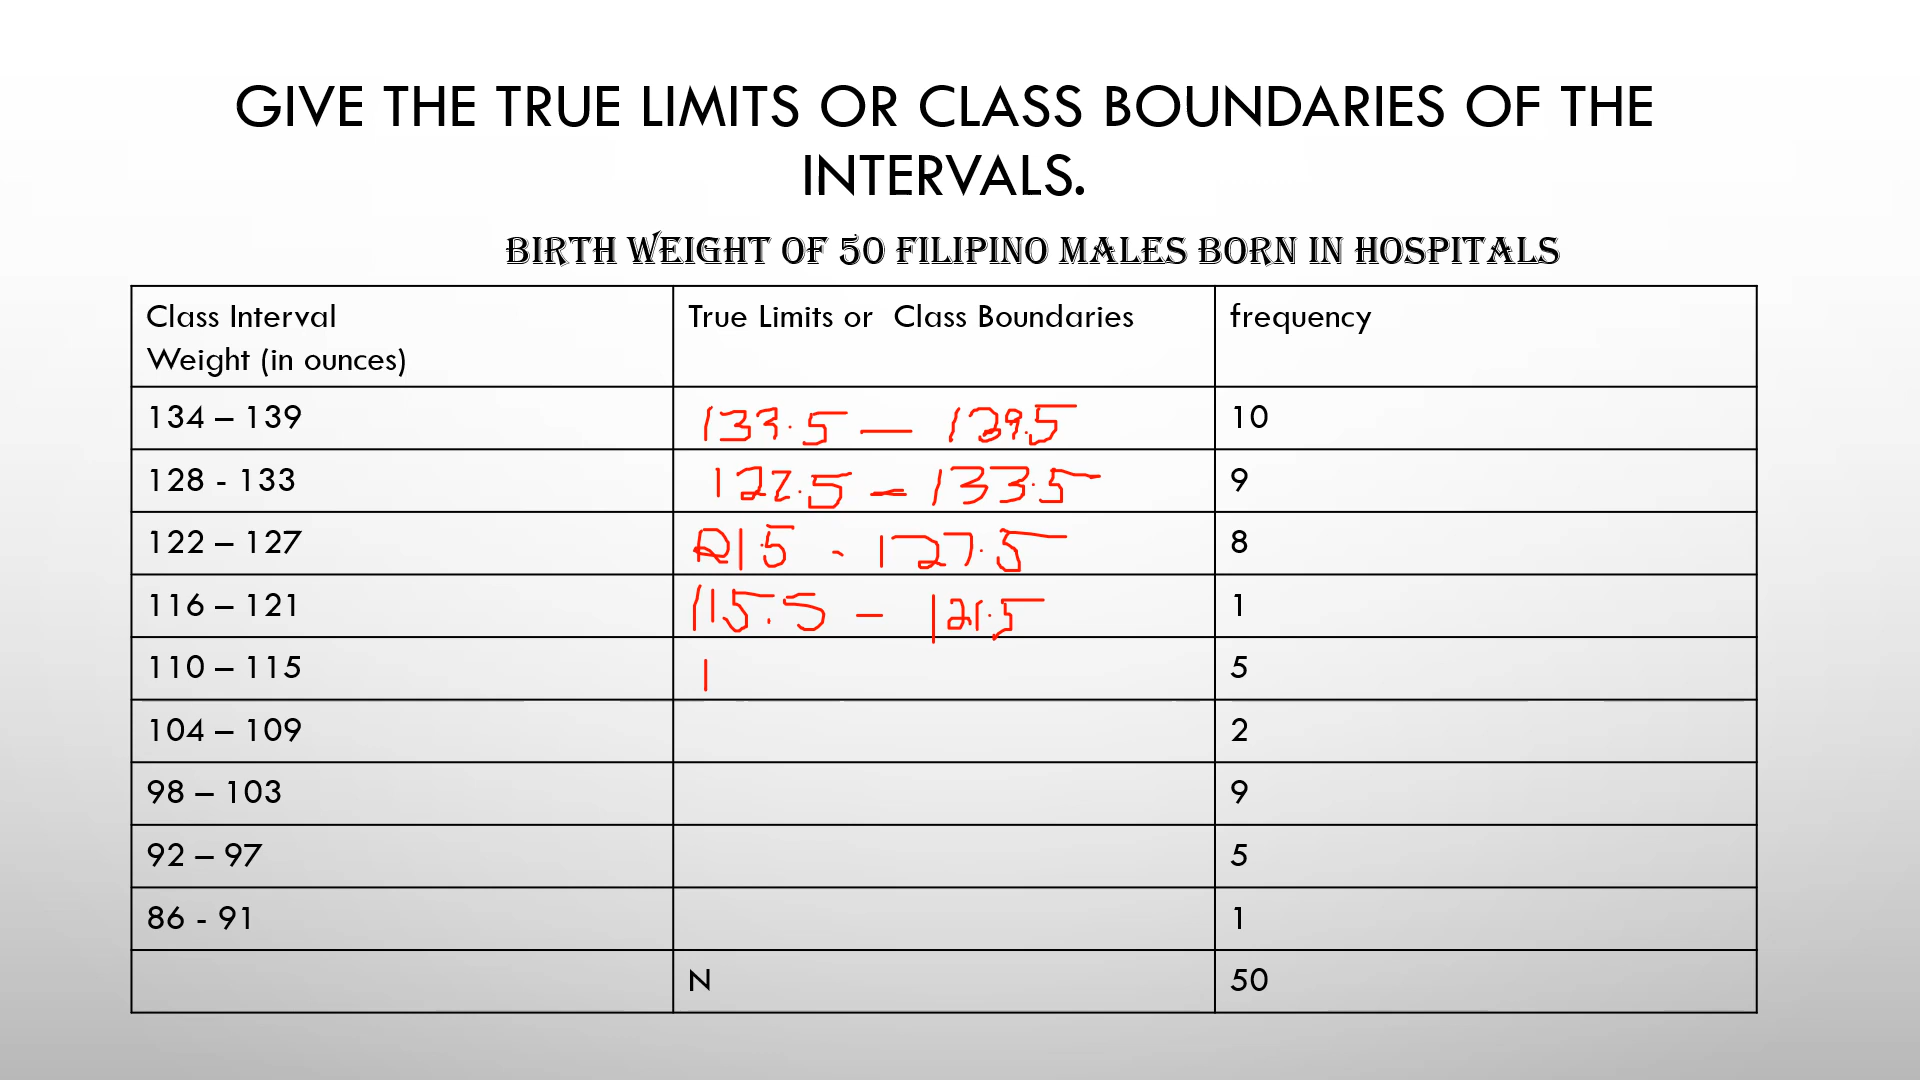 GIVE THE TRUE LIMITS OR CLASS BOUNDARIES OF THE
INTERVALS.
BIRTH WEIGHT OF 50 FILIPINO MALES BORN IN HOSPITALS
Class Interval Weight (in ounces) True Limits or Class Boundaries frequency
134 – 139 133.5 — 139.5 10
128 - 133 127.5 – 133.5 9
122 – 127 121.5 - 127.5 8
116 – 121 115.5 – 121.5 1
110 – 115 1 5
104 – 109 2
98 – 103 9
92 – 97 5
86 - 91 1
N 50